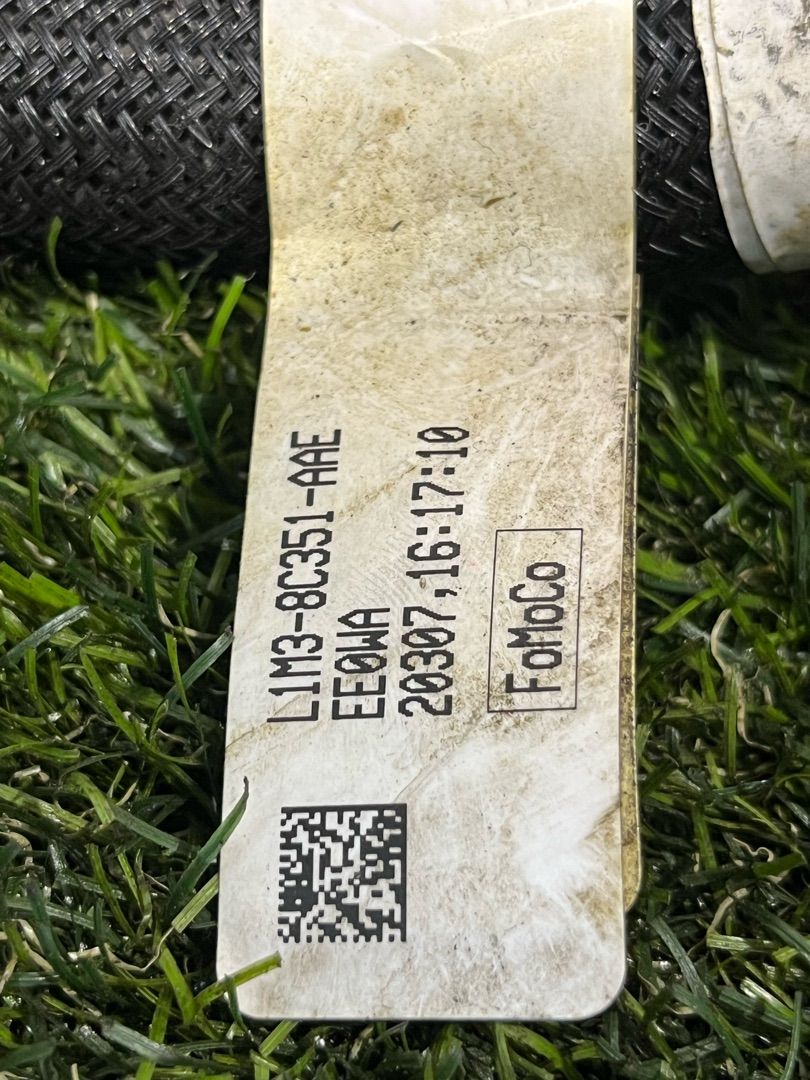 L1M3-8C351-AAE
EE0WA
20307,16:17:10
FoMoCo